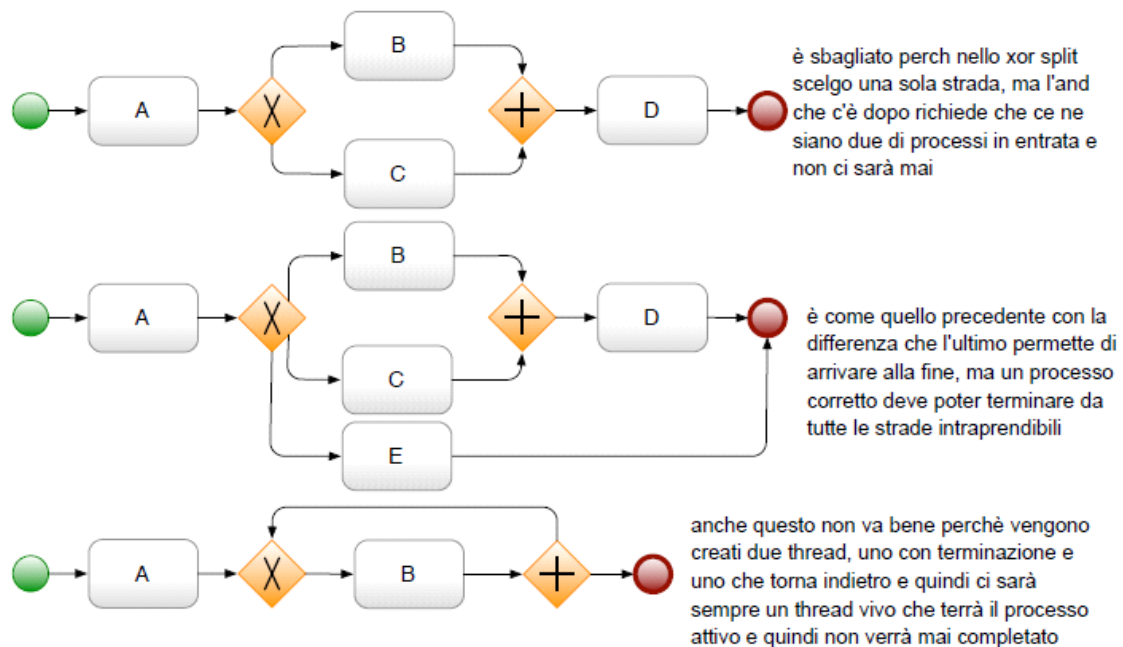 B
è sbagliato perch nello xor split
scelgo una sola strada, ma l'and
che c'è dopo richiede che ce ne
siano due di processi in entrata e
non ci sarà mai
A
X
+
D
C
B
A
X
+
D
è come quello precedente con la
differenza che l'ultimo permette di
arrivare alla fine, ma un processo
corretto deve poter terminare da
tutte le strade intraprendibili
C
E
anche questo non va bene perchè vengono
creati due thread, uno con terminazione e
uno che torna indietro e quindi ci sarà
sempre un thread vivo che terrà il processo
attivo e quindi non verrà mai completato
A
X
B
+